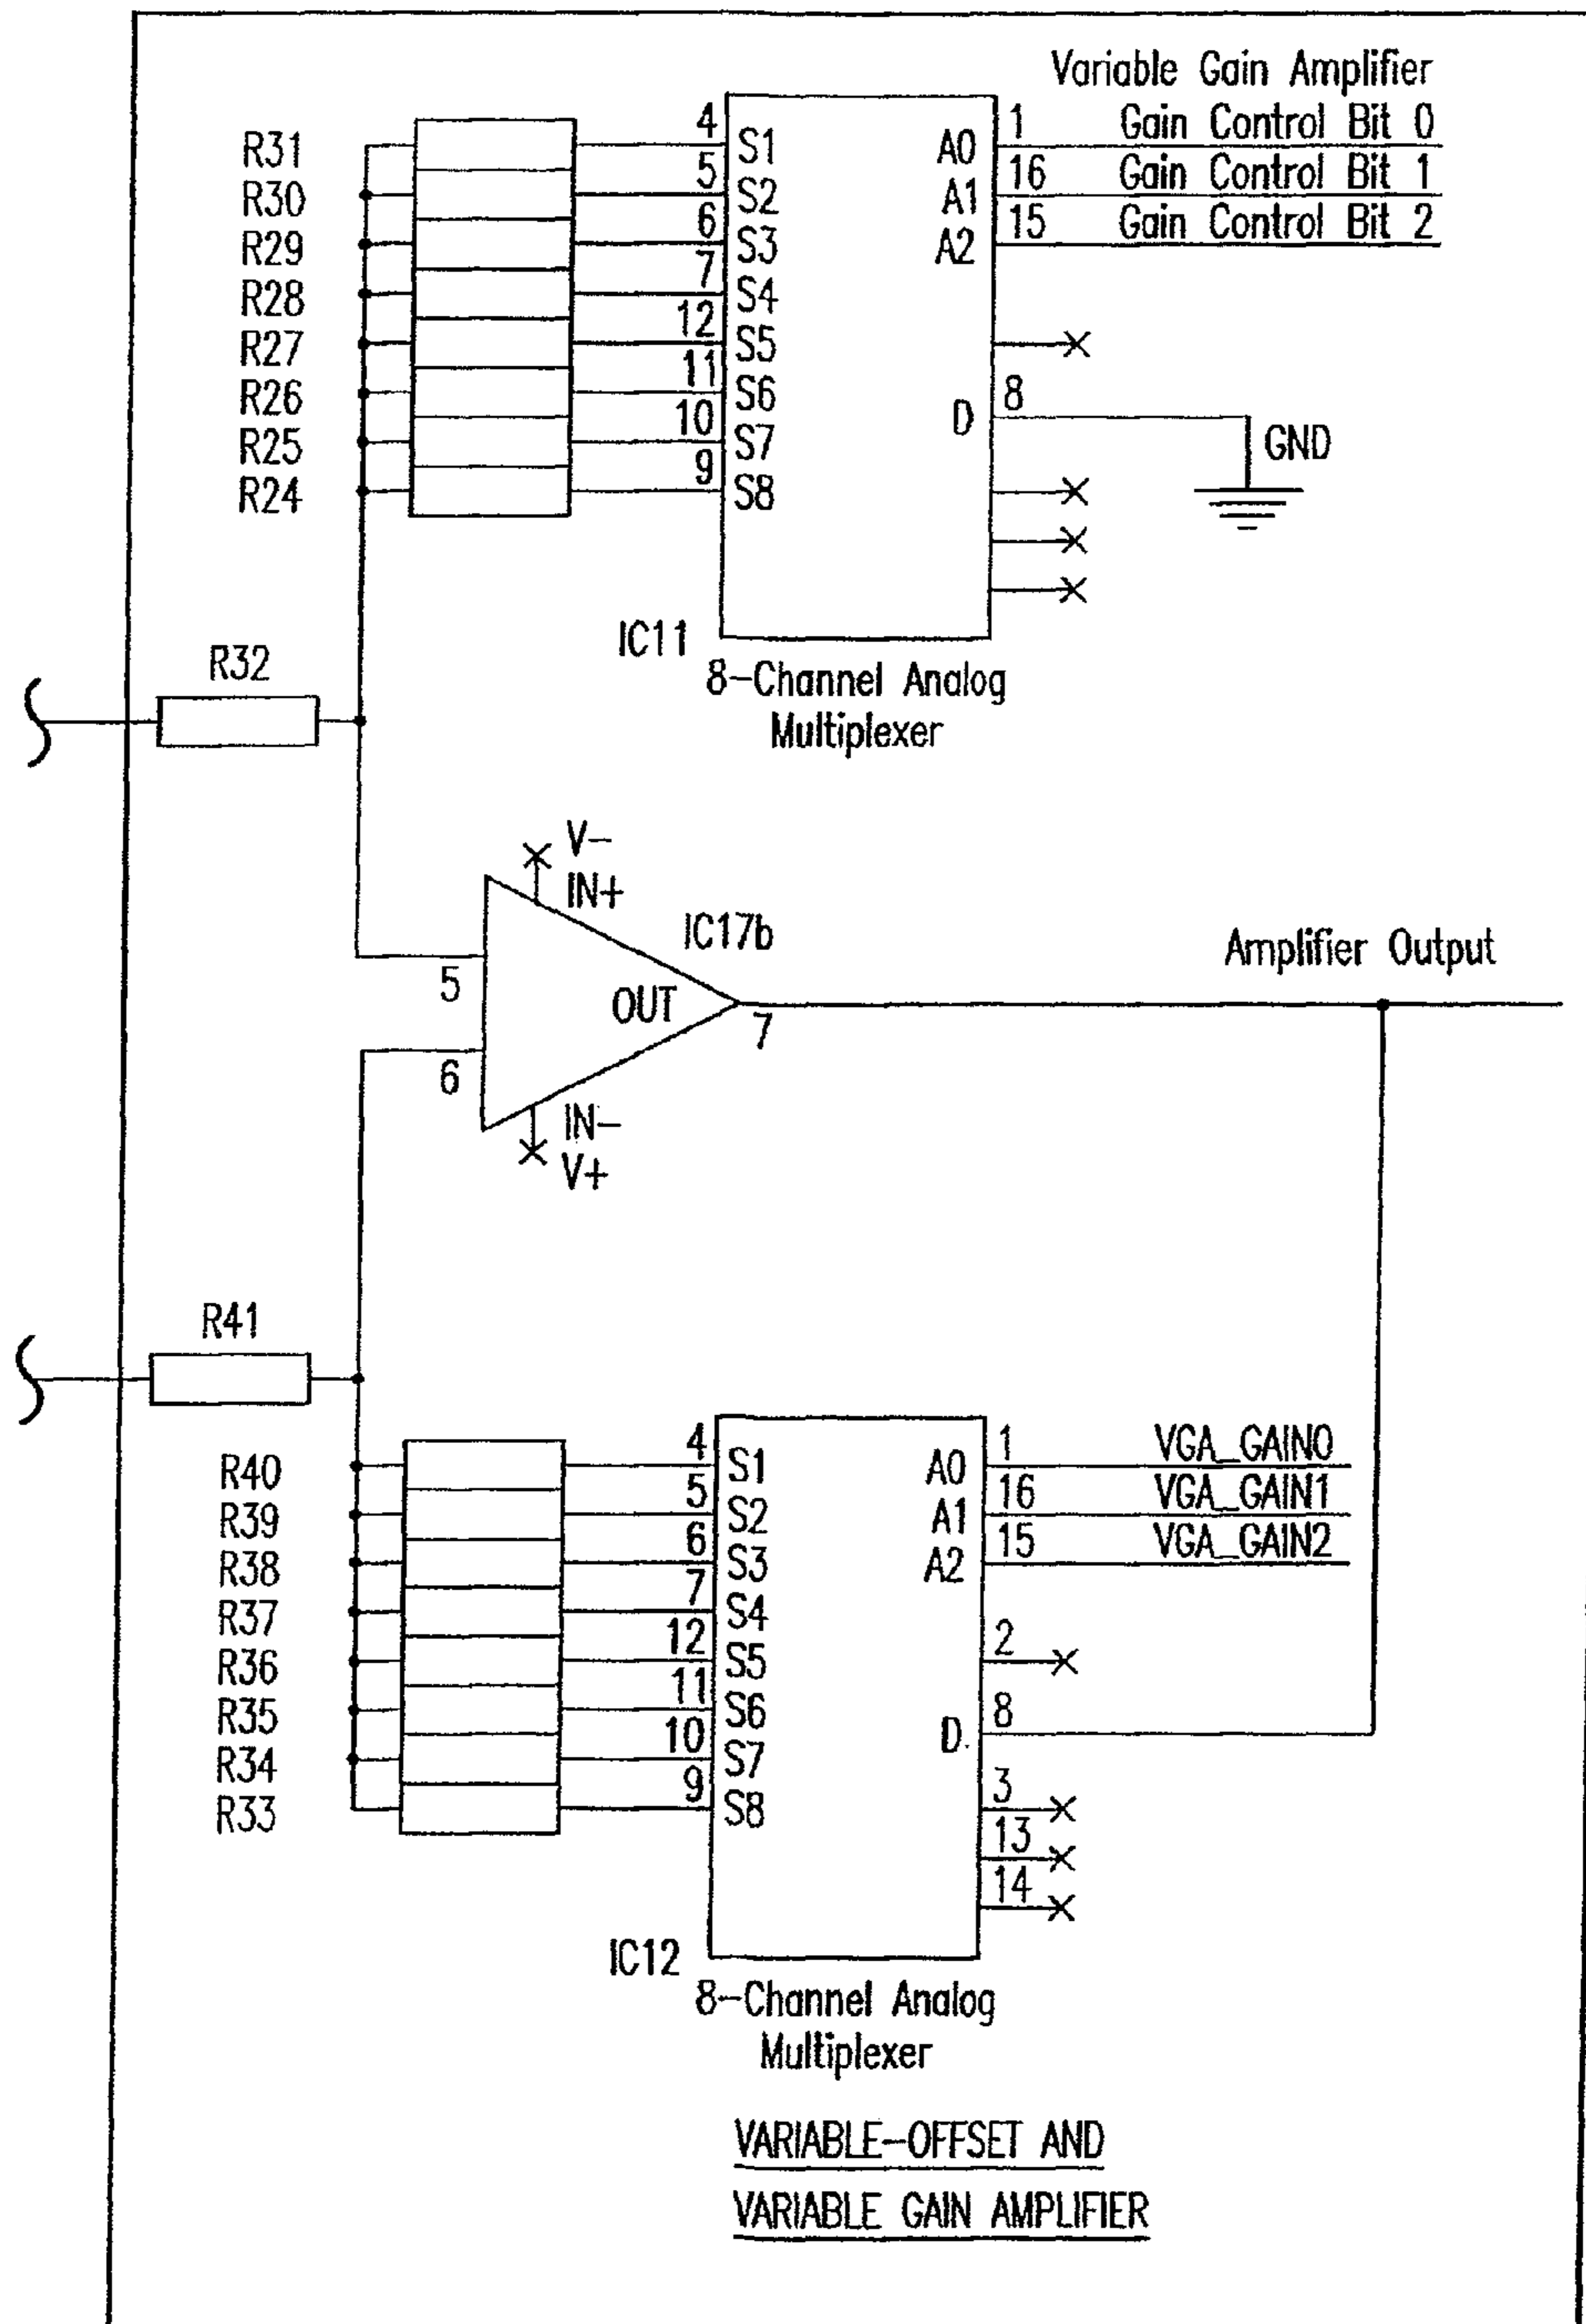 Variable Gain Amplifier
R31 4 S1 A0 1 Gain Control Bit 0
R30 5 S2 A1 16 Gain Control Bit 1
R29 6 S3 A2 15 Gain Control Bit 2
R28 7 S4
R27 12 S5
R26 11 S6 D 8
R25 10 S7 GND
R24 9 S8
IC11
8-Channel Analog
Multiplexer
R32
V-
IN+
IC17b
5 OUT 7
6
Amplifier Output
IN-
V+
R41
R40 4 S1 A0 1 VGA_GAIN0
R39 5 S2 A1 16 VGA_GAIN1
R38 6 S3 A2 15 VGA_GAIN2
R37 7 S4
R36 12 S5 2
R35 11 S6 D 8
R34 10 S7
R33 9 S8 3
13
14
IC12
8-Channel Analog
Multiplexer
VARIABLE-OFFSET AND
VARIABLE GAIN AMPLIFIER